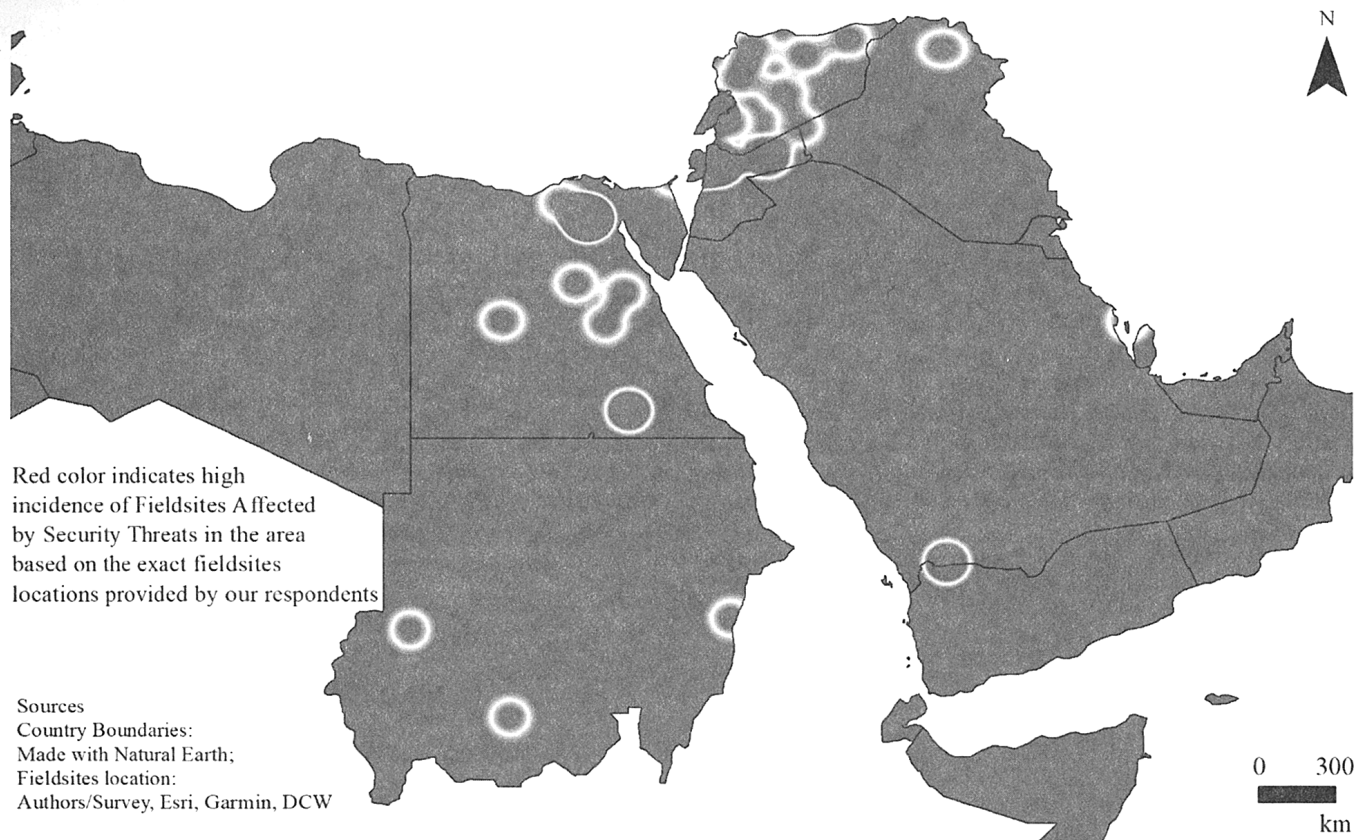 N
Red color indicates high
incidence of Fieldsites Affected
by Security Threats in the area
based on the exact fieldsites
locations provided by our respondents
Sources
Country Boundaries:
Made with Natural Earth;
Fieldsites location:
Authors/Survey, Esri, Garmin, DCW
0 300
km